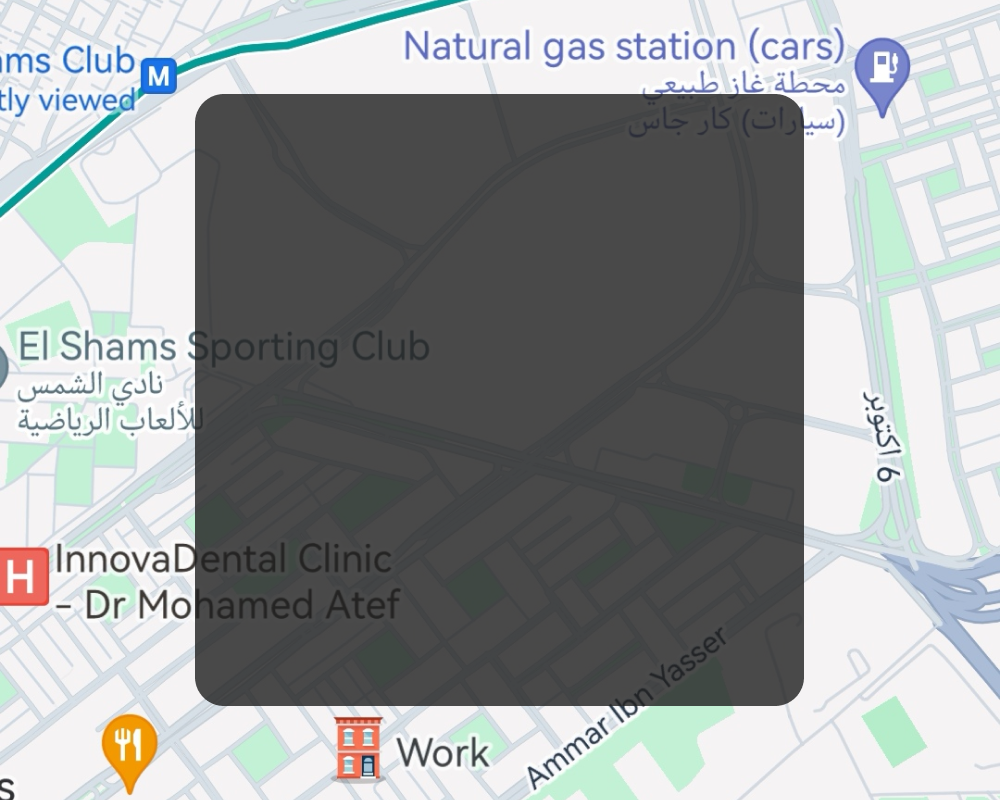 ams Club
tly viewed
M
Natural gas station (cars)
محطة غاز طبيعي
(سيارات) كار جاس
El Shams Sporting Club
نادي الشمس
للألعاب الرياضية
6 اكتوبر
H
InnovaDental Clinic
- Dr Mohamed Atef
Ammar Ibn Yasser
Work
s